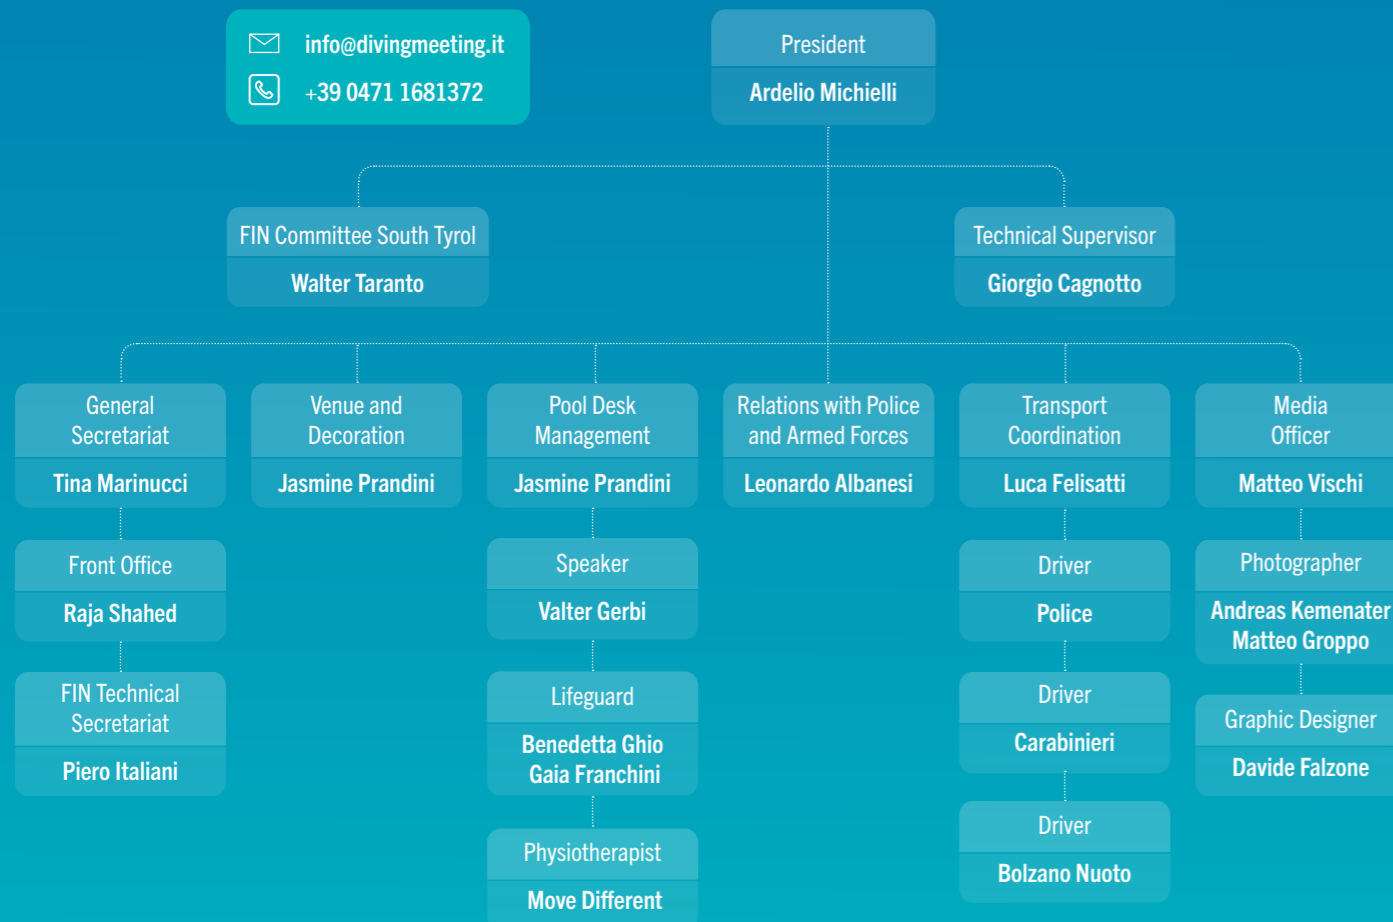 info@divingmeeting.it
+39 0471 1681372
President
Ardelio Michielli
FIN Committee South Tyrol
Walter Taranto
Technical Supervisor
Giorgio Cagnotto
General
Secretariat
Tina Marinucci
Venue and
Decoration
Jasmine Prandini
Pool Desk
Management
Jasmine Prandini
Relations with Police
and Armed Forces
Leonardo Albanesi
Transport
Coordination
Luca Felisatti
Media
Officer
Matteo Vischi
Front Office
Raja Shahed
Speaker
Valter Gerbi
Driver
Police
Photographer
Andreas Kemenater
Matteo Groppo
FIN Technical
Secretariat
Piero Italiani
Lifeguard
Benedetta Ghio
Gaia Franchini
Driver
Carabinieri
Graphic Designer
Davide Falzone
Physiotherapist
Move Different
Driver
Bolzano Nuoto